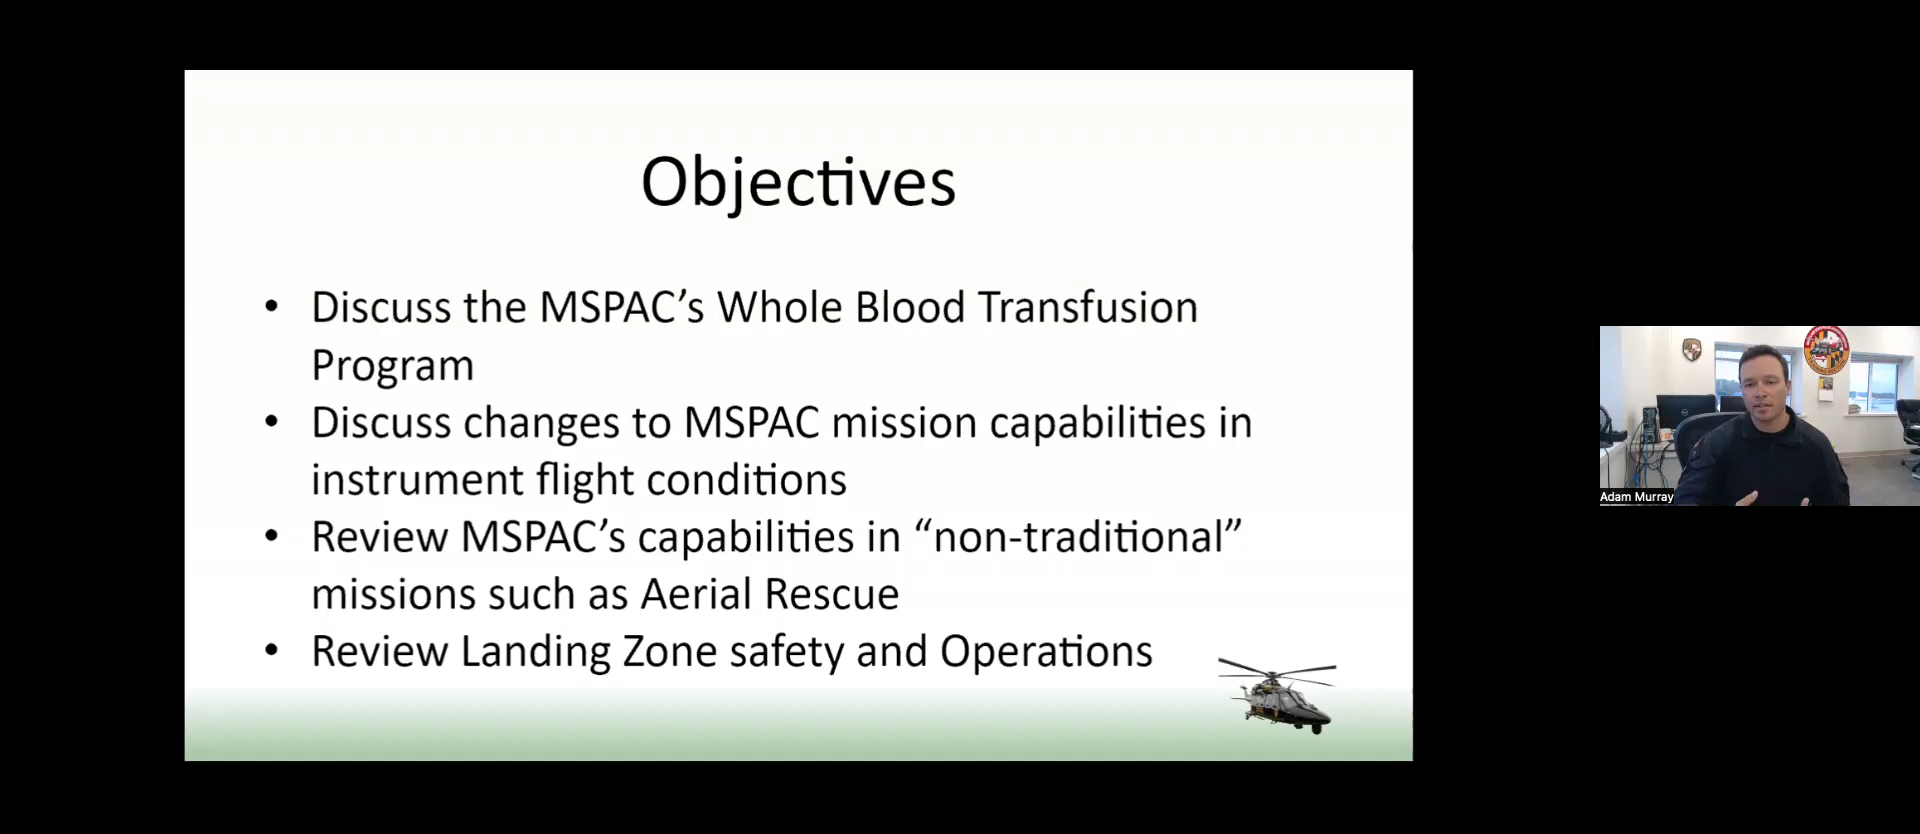 Objectives
• Discuss the MSPAC’s Whole Blood Transfusion
Program
• Discuss changes to MSPAC mission capabilities in
instrument flight conditions
• Review MSPAC’s capabilities in “non-traditional”
missions such as Aerial Rescue
• Review Landing Zone safety and Operations
Adam Murray